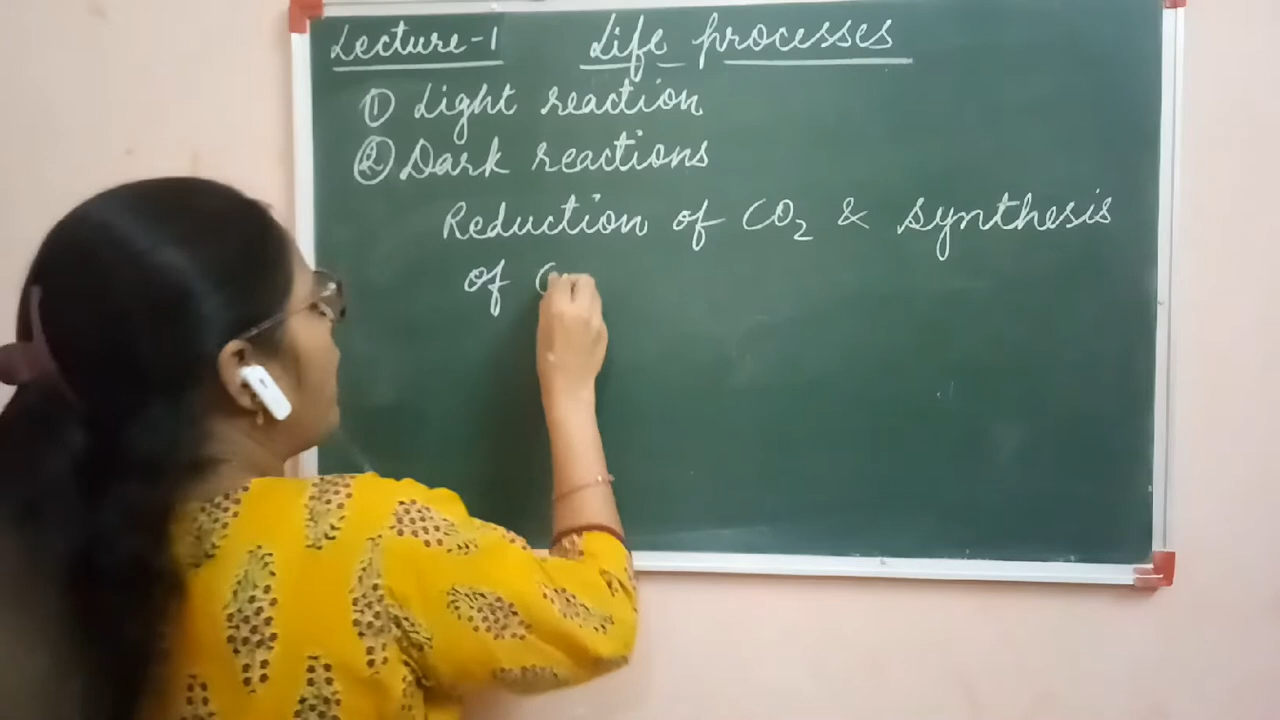 Lecture-1 Life processes
① Light reaction
② Dark reactions
Reduction of CO₂ & synthesis
of